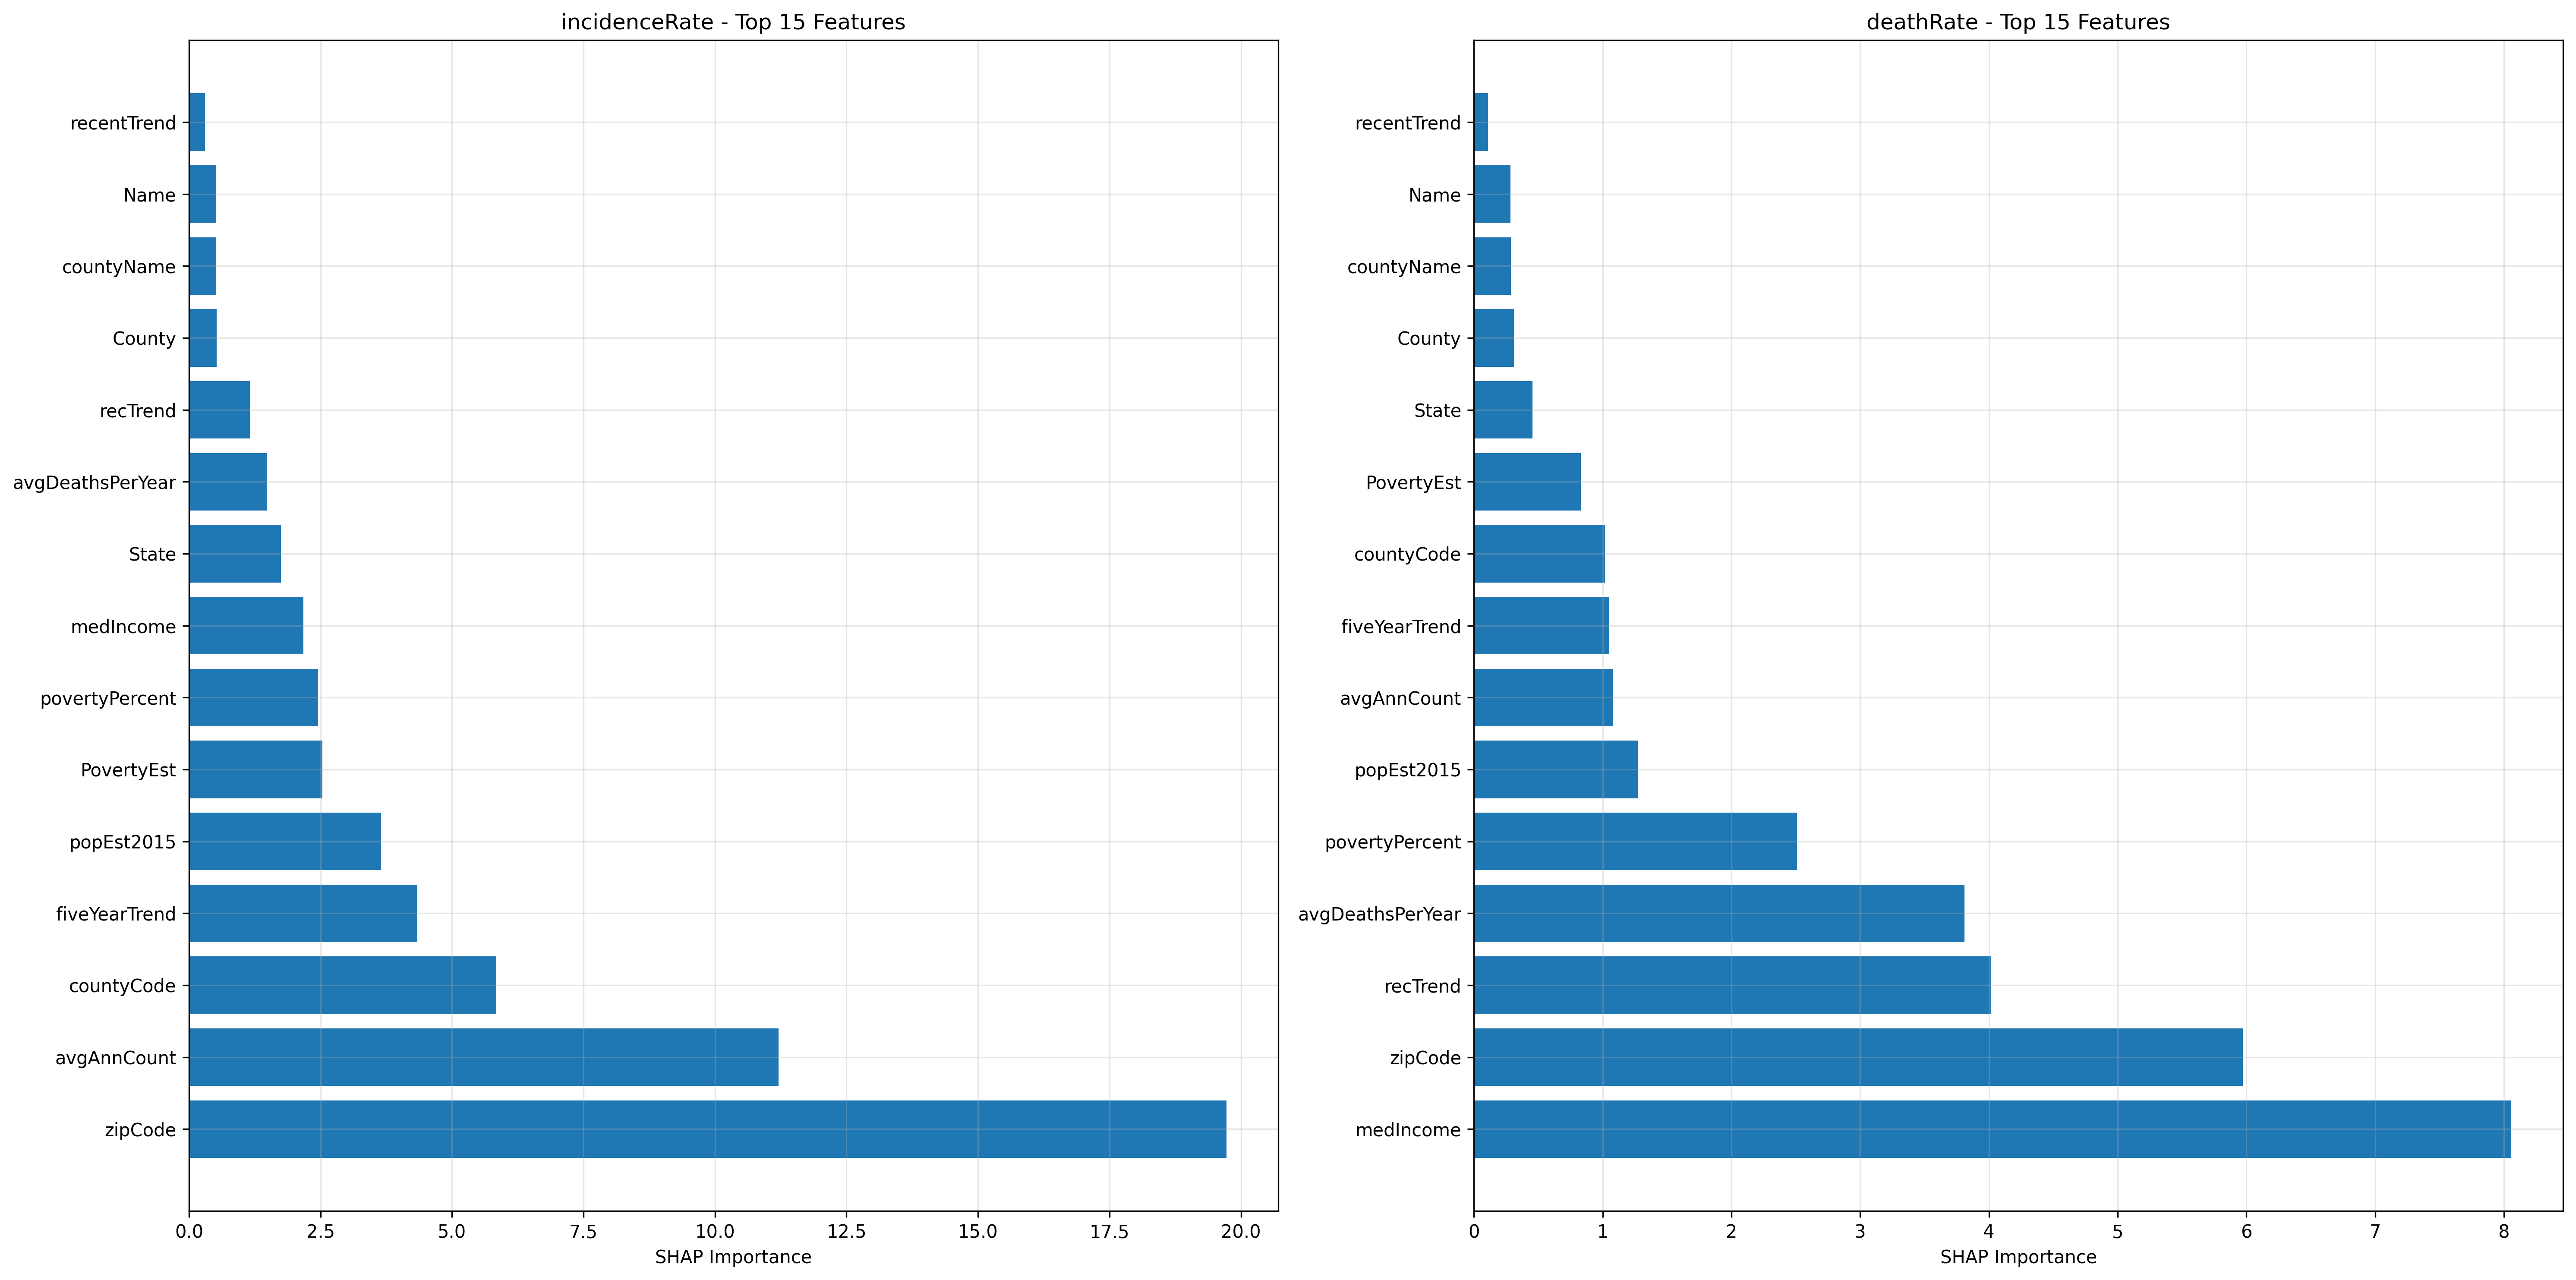 incidenceRate - Top 15 Features
recentTrend
Name
countyName
County
recTrend
avgDeathsPerYear
State
medIncome
povertyPercent
PovertyEst
popEst2015
fiveYearTrend
countyCode
avgAnnCount
zipCode
0.0 2.5 5.0 7.5 10.0 12.5 15.0 17.5 20.0
SHAP Importance
deathRate - Top 15 Features
recentTrend
Name
countyName
County
State
PovertyEst
countyCode
fiveYearTrend
avgAnnCount
popEst2015
povertyPercent
avgDeathsPerYear
recTrend
zipCode
medIncome
0 1 2 3 4 5 6 7 8
SHAP Importance